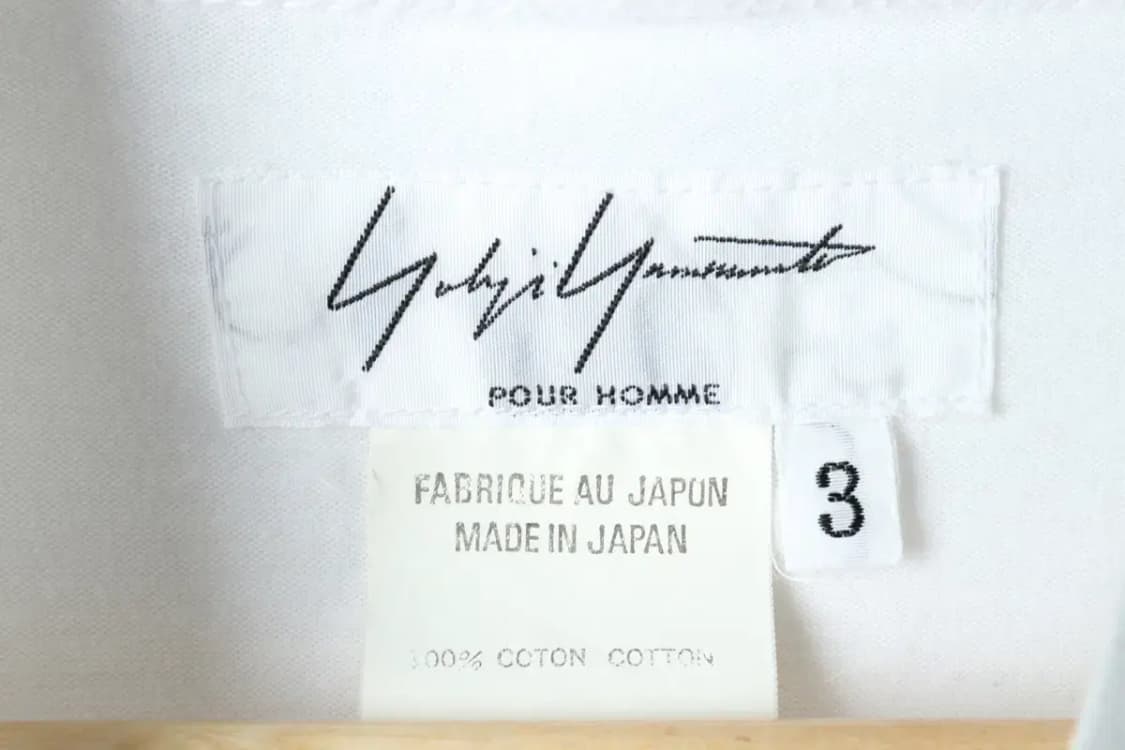 Yohji Yamamoto
POUR HOMME
3
FABRIQUE AU JAPON
MADE IN JAPAN
100% COTON COTTON